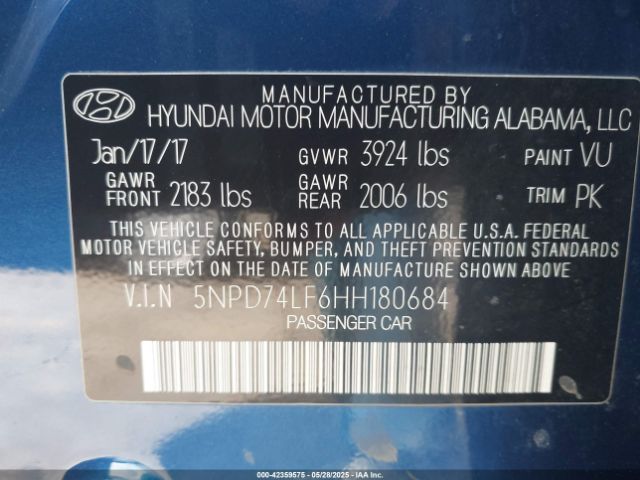 MANUFACTURED BY
HYUNDAI MOTOR MANUFACTURING ALABAMA, LLC
Jan/17/17 GVWR 3924 lbs PAINT VU
GAWR FRONT 2183 lbs GAWR REAR 2006 lbs TRIM PK
THIS VEHICLE CONFORMS TO ALL APPLICABLE U.S.A. FEDERAL
MOTOR VEHICLE SAFETY, BUMPER, AND THEFT PREVENTION STANDARDS
IN EFFECT ON THE DATE OF MANUFACTURE SHOWN ABOVE
V.I.N 5NPD74LF6HH180684
PASSENGER CAR
000-42359575 - 05/28/2025 - © IAA Inc. All Rights Reserved.